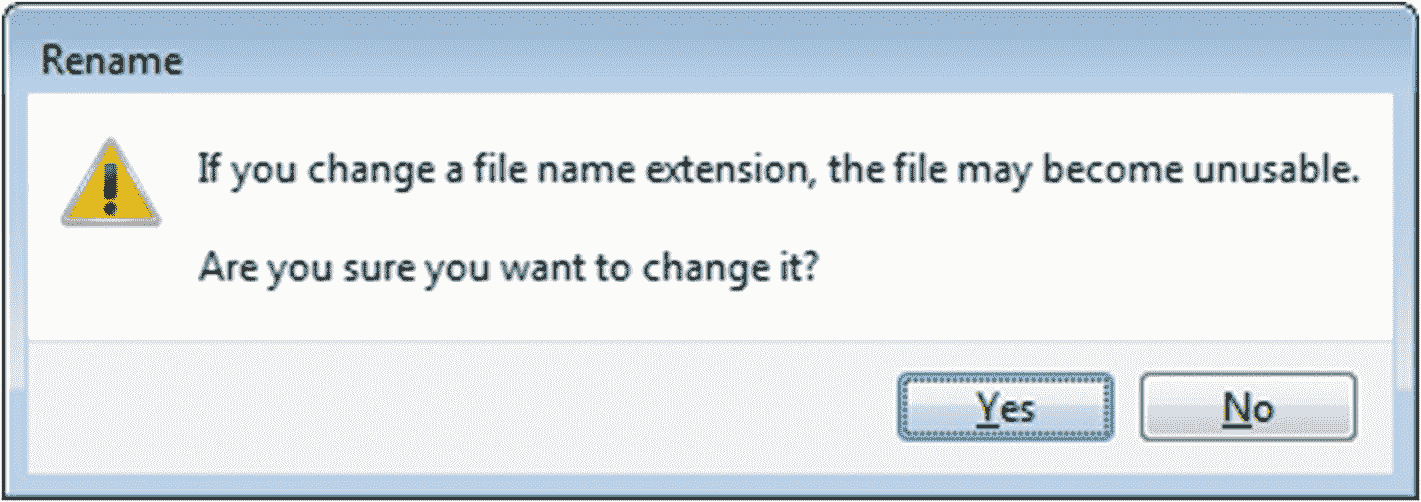 Rename
If you change a file name extension, the file may become unusable.
Are you sure you want to change it?
Yes No